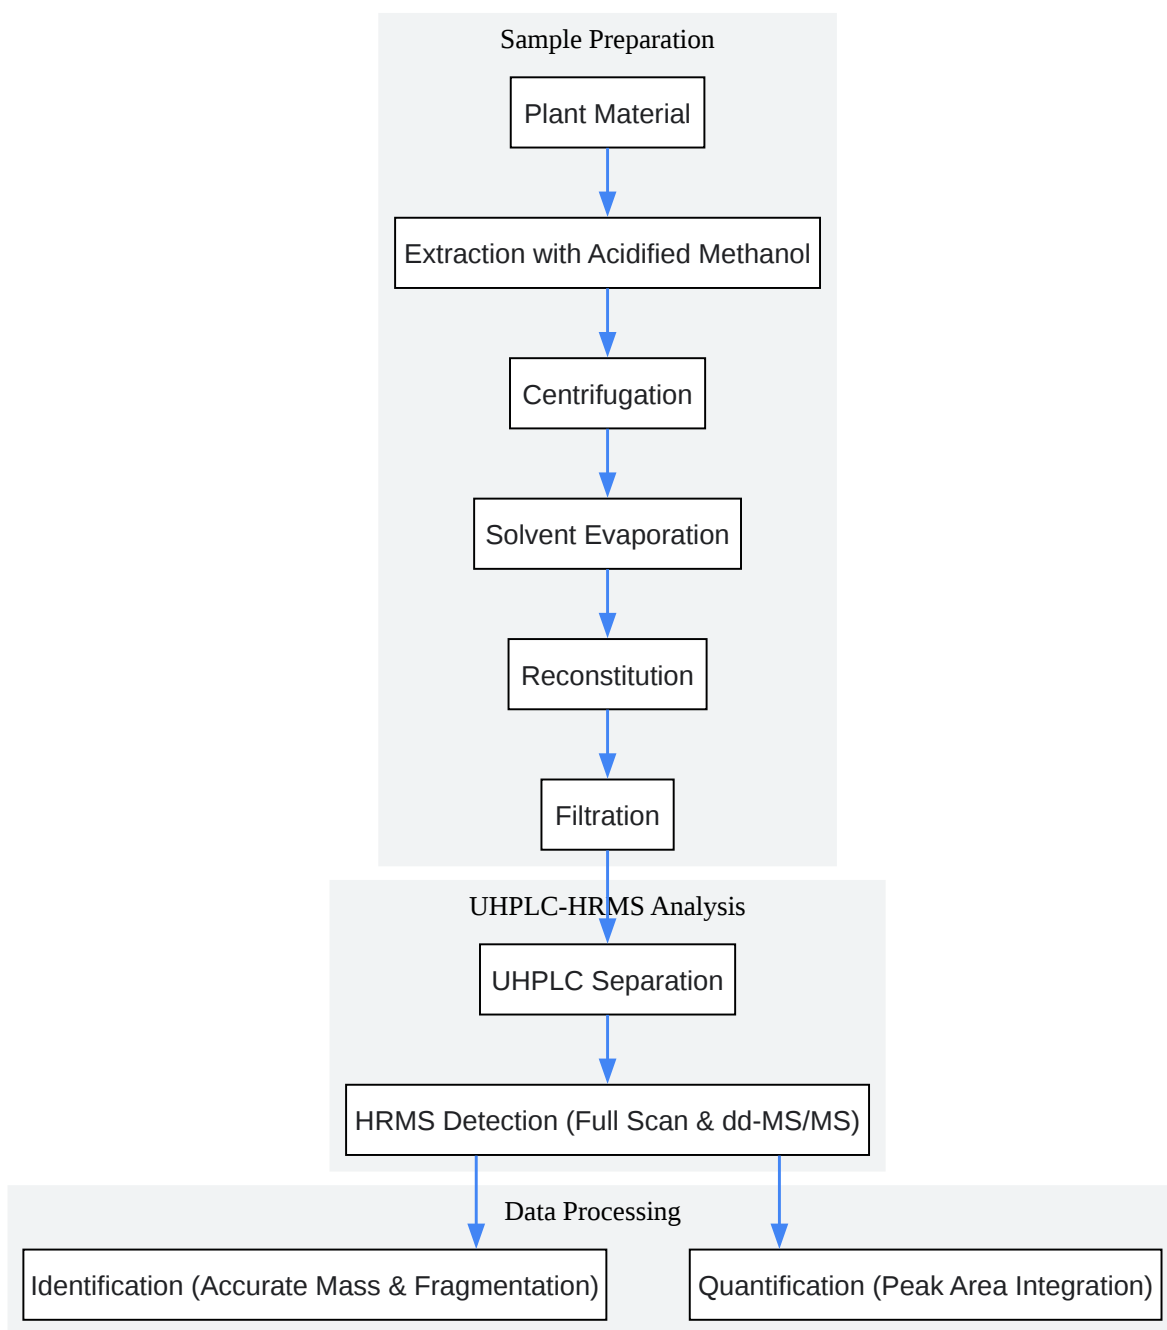 Sample Preparation
Plant Material
Extraction with Acidified Methanol
Centrifugation
Solvent Evaporation
Reconstitution
Filtration
UHPLC-HRMS Analysis
UHPLC Separation
HRMS Detection (Full Scan & dd-MS/MS)
Data Processing
Identification (Accurate Mass & Fragmentation)
Quantification (Peak Area Integration)